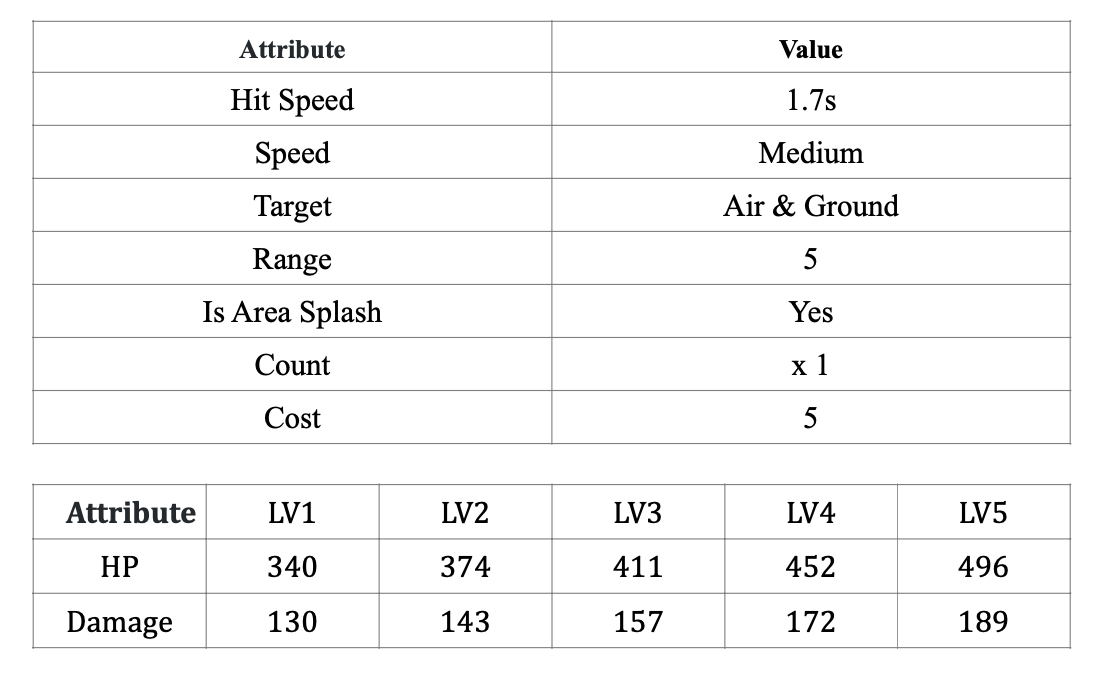 Attribute Value
Hit Speed 1.7s
Speed Medium
Target Air & Ground
Range 5
Is Area Splash Yes
Count x 1
Cost 5
Attribute LV1 LV2 LV3 LV4 LV5
HP 340 374 411 452 496
Damage 130 143 157 172 189